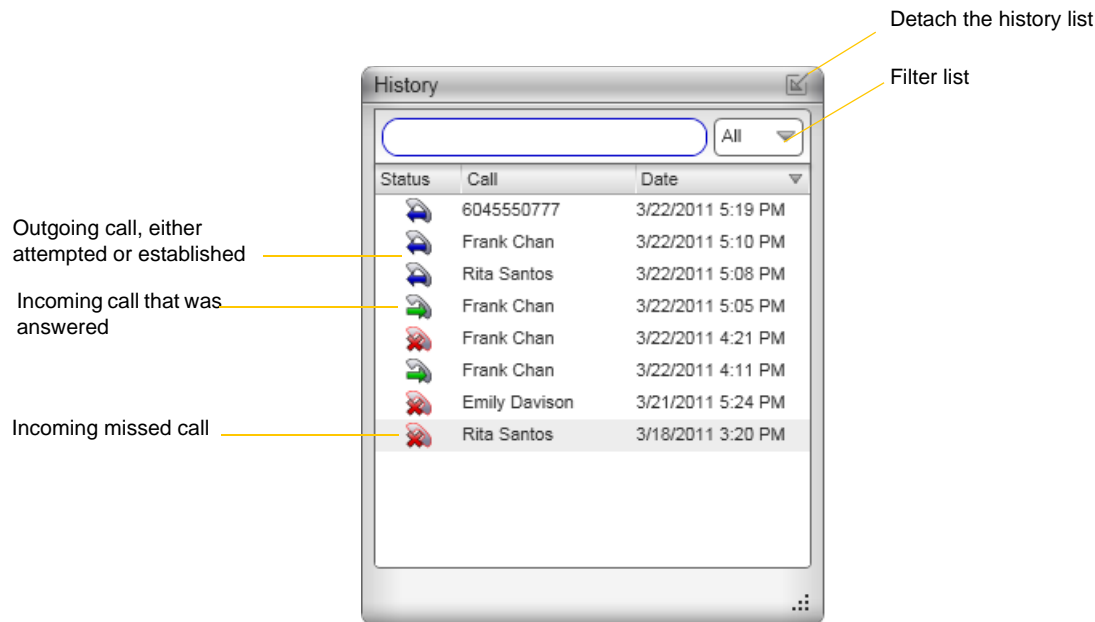 Detach the history list
History
Filter list
All
Status Call Date
6045550777 3/22/2011 5:19 PM
Outgoing call, either
attempted or established
Frank Chan 3/22/2011 5:10 PM
Rita Santos 3/22/2011 5:08 PM
Incoming call that was
answered
Frank Chan 3/22/2011 5:05 PM
Frank Chan 3/22/2011 4:21 PM
Frank Chan 3/22/2011 4:11 PM
Emily Davison 3/21/2011 5:24 PM
Incoming missed call
Rita Santos 3/18/2011 3:20 PM